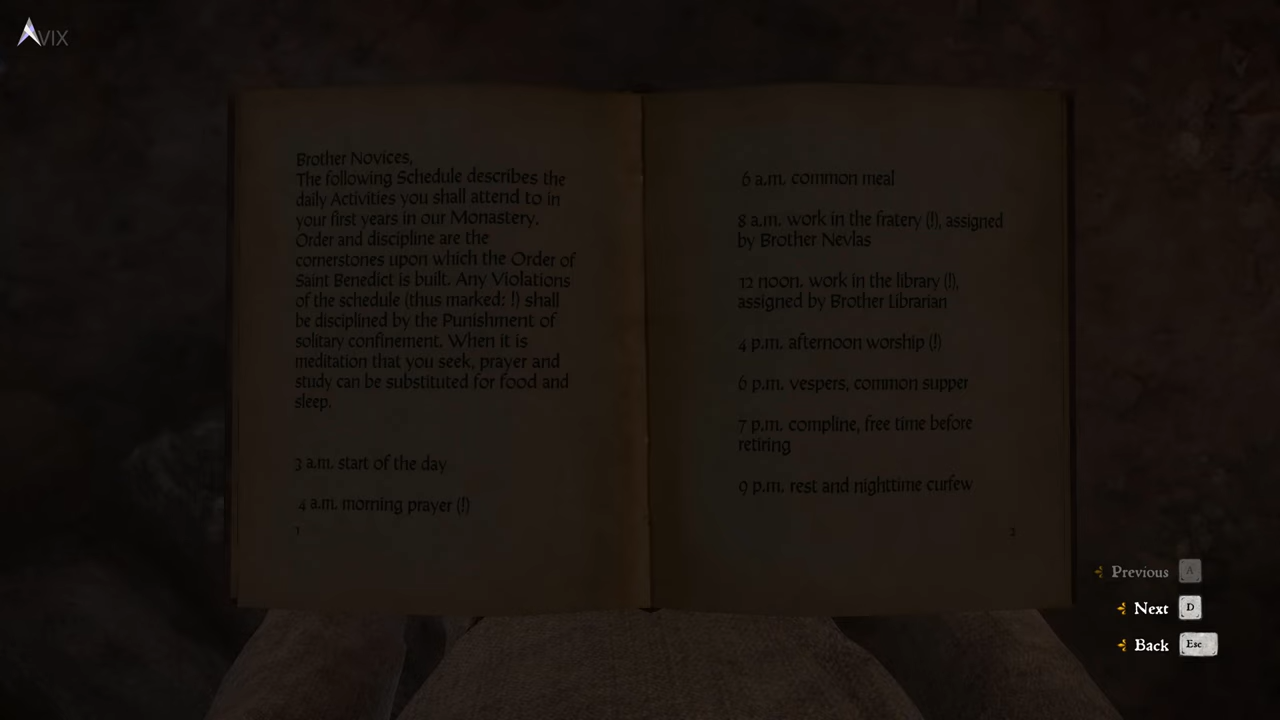 AVIX
Brother Novices,
The following Schedule describes the
daily Activities you shall attend to in
your first years in our Monastery.
Order and discipline are the
cornerstones upon which the Order of
Saint Benedict is built. Any Violations
of the schedule (thus marked: !) shall
be disciplined by the Punishment of
solitary confinement. When it is
meditation that you seek, prayer and
study can be substituted for food and
sleep.
3 a.m. start of the day
4 a.m. morning prayer (!)
1
6 a.m. common meal
8 a.m. work in the fratery (!), assigned
by Brother Nevlas
12 noon, work in the library (!),
assigned by Brother Librarian
4 p.m. afternoon worship (!)
6 p.m. vespers, common supper
7 p.m. compline, free time before
retiring
9 p.m. rest and nighttime curfew
2
Previous A
Next D
Back Esc